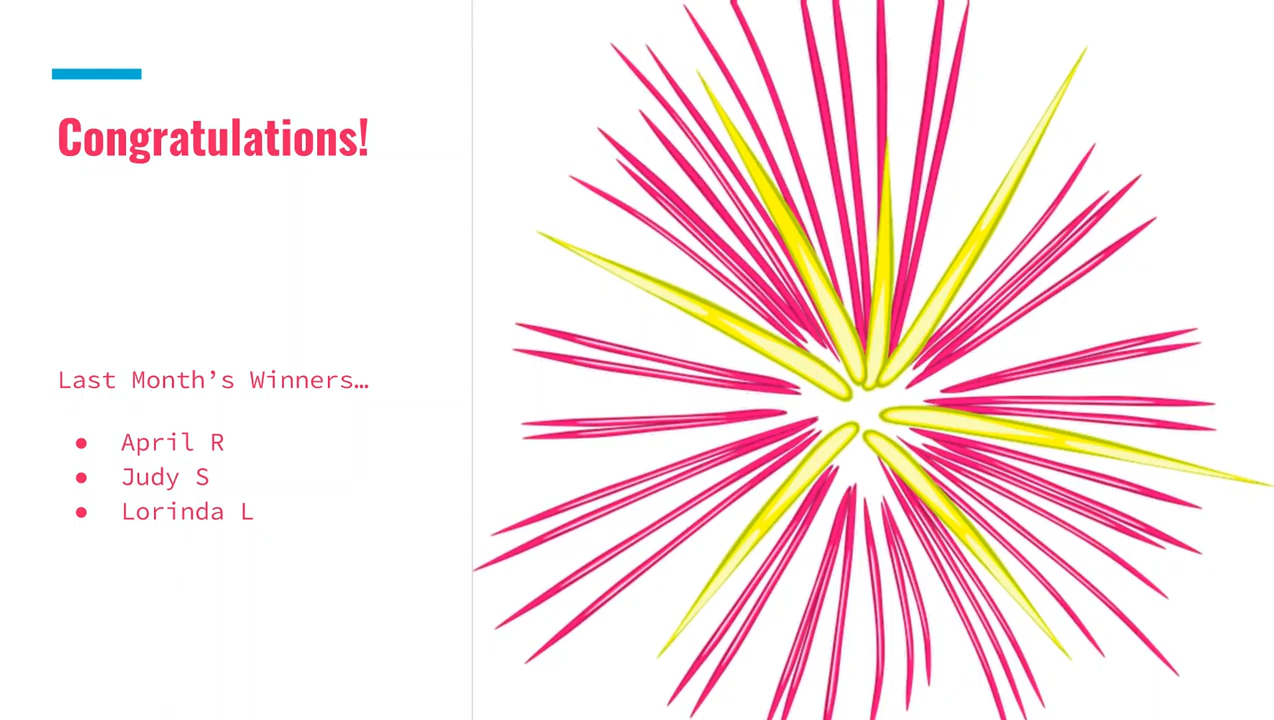 Congratulations!
Last Month’s Winners…
● April R
● Judy S
● Lorinda L